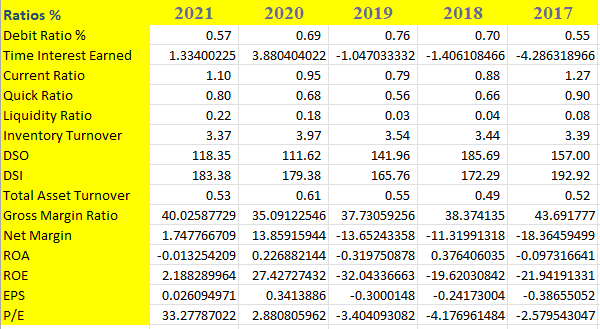 Ratios % 2021 2020 2019 2018 2017
Debit Ratio % 0.57 0.69 0.76 0.70 0.55
Time Interest Earned 1.33400225 3.880404022 -1.047033332 -1.406108466 -4.286318966
Current Ratio 1.10 0.95 0.79 0.88 1.27
Quick Ratio 0.80 0.68 0.56 0.66 0.90
Liquidity Ratio 0.22 0.18 0.03 0.04 0.08
Inventory Turnover 3.37 3.97 3.54 3.44 3.39
DSO 118.35 111.62 141.96 185.69 157.00
DSI 183.38 179.38 165.76 172.29 192.92
Total Asset Turnover 0.53 0.61 0.55 0.49 0.52
Gross Margin Ratio 40.02587729 35.09122546 37.73059256 38.374135 43.691777
Net Margin 1.747766709 13.85915944 -13.65243358 -11.31991318 -18.36459499
ROA -0.013254209 0.226882144 -0.319750878 0.376406035 -0.097316641
ROE 2.188289964 27.42727432 -32.04336663 -19.62030842 -21.94191331
EPS 0.026094971 0.3413886 -0.3000148 -0.24173004 -0.38655052
P/E 33.27787022 2.880805962 -3.404093082 -4.176961484 -2.579543047